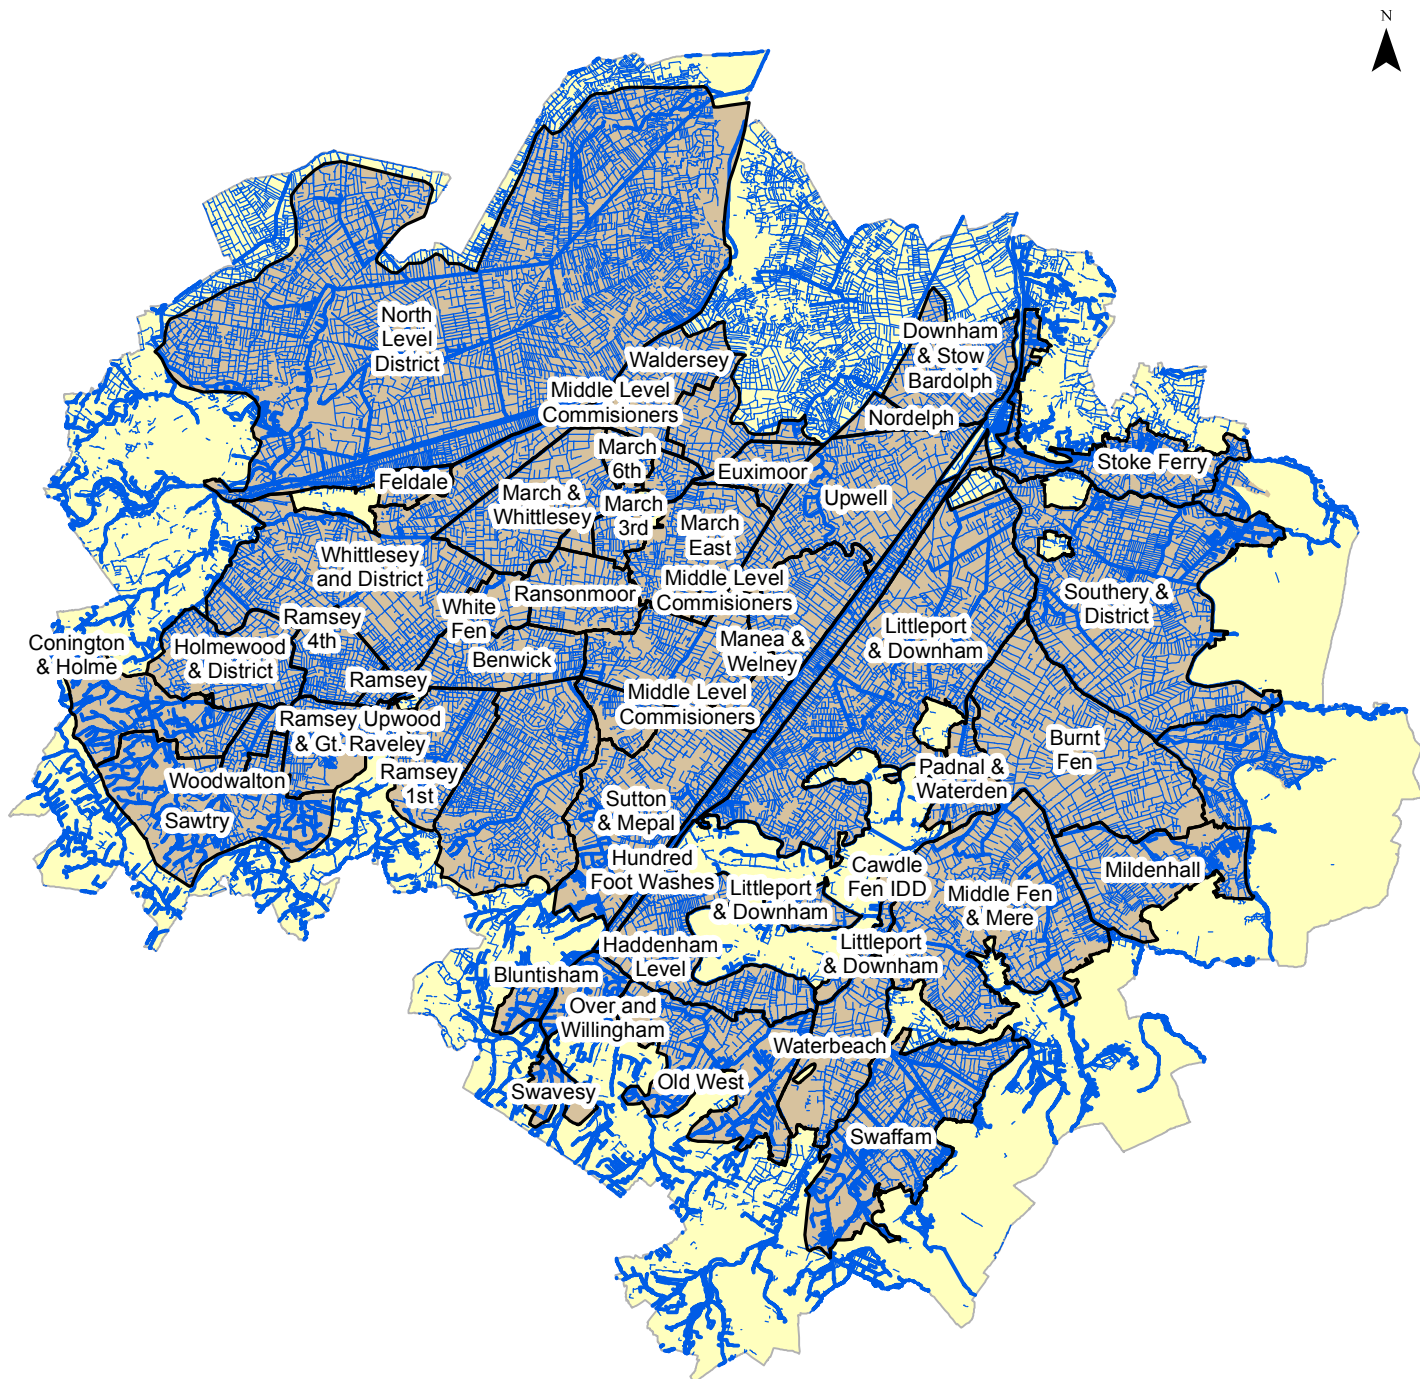 N
North
Level
District
Downham
& Stow
Bardolph
Waldersey
Middle Level
Commisioners
Nordelph
March
6th
Euximoor
Stoke Ferry
Feldale
March &
Whittlesey
March
3rd
Upwell
March
East
Whittlesey
and District
Middle Level
Commisioners
Ransonmoor
White
Fen
Southery &
District
Ramsey
4th
Conington
& Holme
Holmewood
& District
Littleport
& Downham
Manea &
Welney
Benwick
Ramsey
Middle Level
Commisioners
Ramsey Upwood
& Gt. Raveley
Burnt
Fen
Woodwalton
Ramsey
1st
Padnal &
Waterden
Sawtry
Sutton
& Mepal
Hundred
Foot Washes
Cawdle
Fen IDD
Mildenhall
Littleport
& Downham
Middle Fen
& Mere
Haddenham
Level
Littleport
& Downham
Bluntisham
Over and
Willingham
Waterbeach
Swavesy
Old West
Swaffam